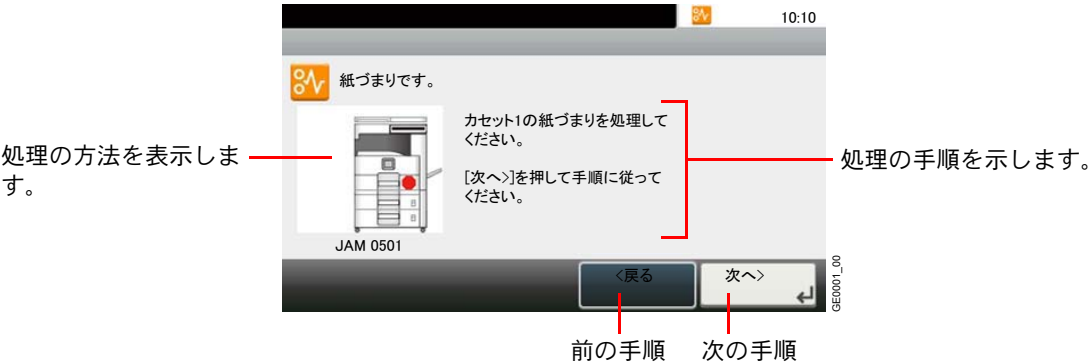 10:10
紙づまりです。
カセット1の紙づまりを処理して
ください。
[次へ>]を押して手順に従って
ください。
JAM 0501
<戻る
次へ>
処理の方法を表示しま
す。
処理の手順を示します。
前の手順
次の手順
GE0001_00